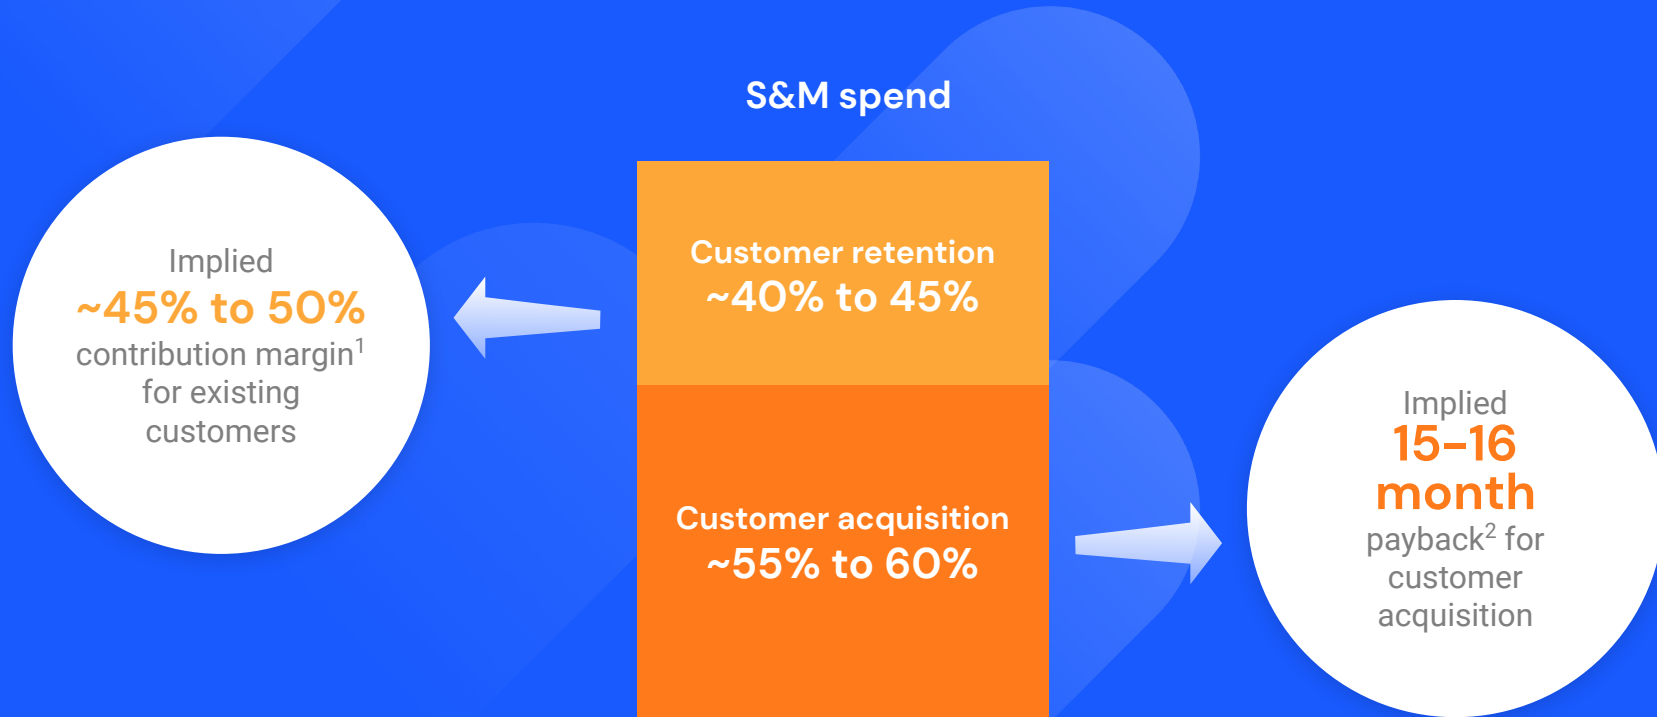 S&M spend
Implied
~45% to 50%
contribution margin1
for existing
customers
Customer retention
~40% to 45%
Customer acquisition
~55% to 60%
Implied
15-16
month
payback2 for
customer
acquisition